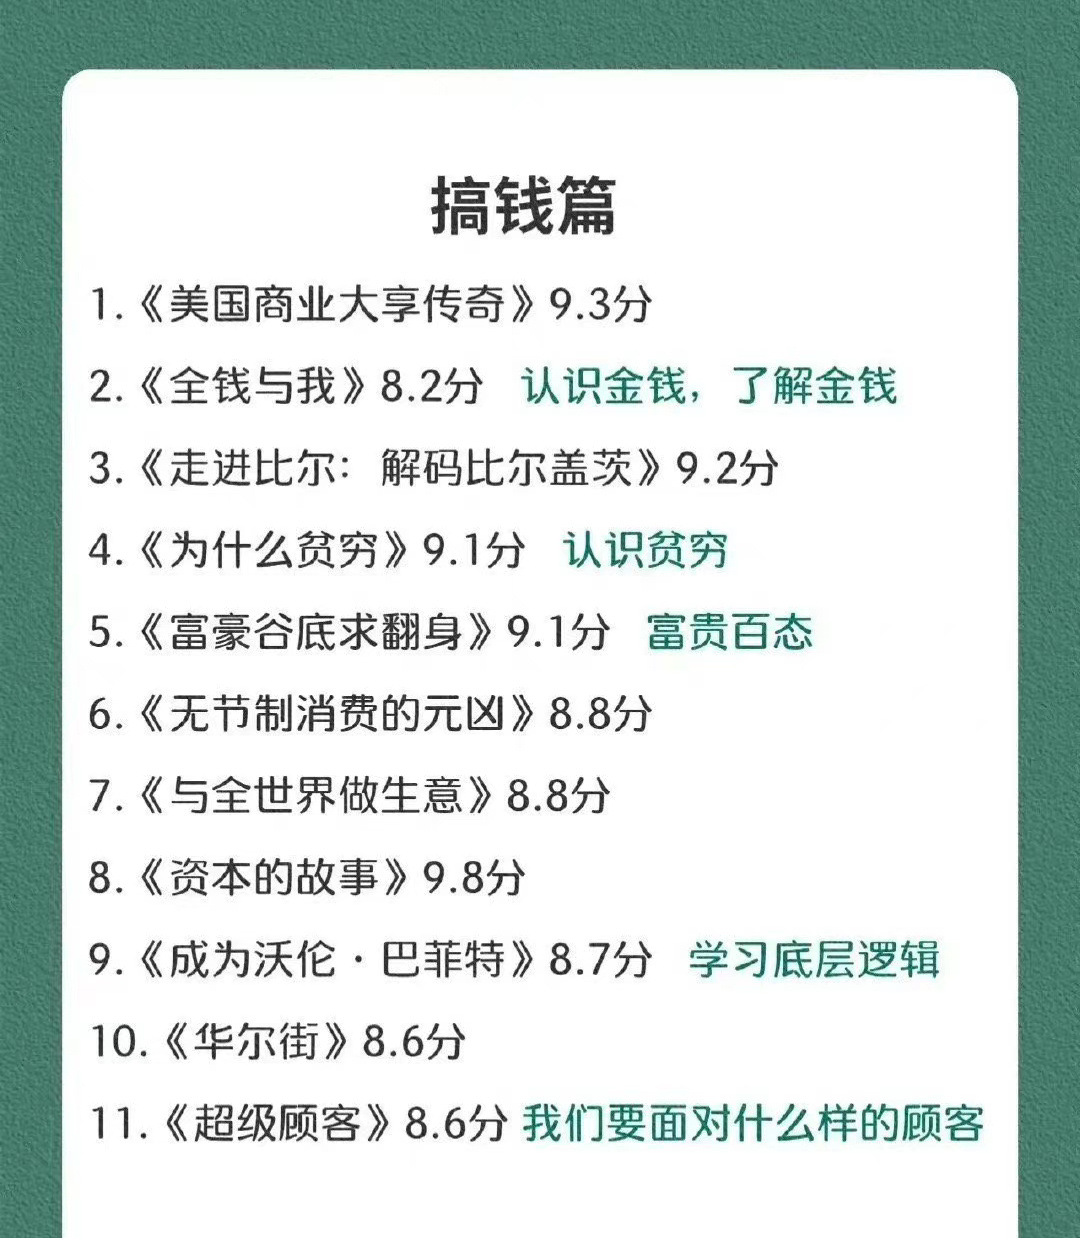 搞钱篇
1.《美国商业大亨传奇》9.3分
2.《全钱与我》8.2分 认识金钱，了解金钱
3.《走进比尔：解码比尔盖茨》9.2分
4.《为什么贫穷》9.1分 认识贫穷
5.《富豪谷底求翻身》9.1分 富贵百态
6.《无节制消费的元凶》8.8分
7.《与全世界做生意》8.8分
8.《资本的故事》9.8分
9.《成为沃伦·巴菲特》8.7分 学习底层逻辑
10.《华尔街》8.6分
11.《超级顾客》8.6分 我们要面对什么样的顾客